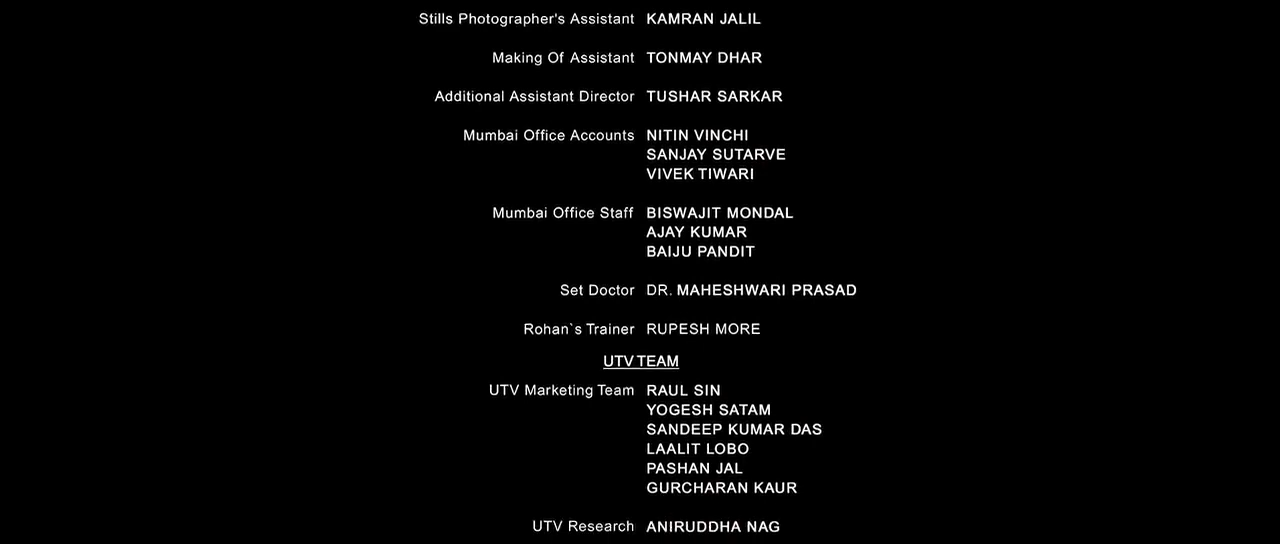 Stills Photographer's Assistant KAMRAN JALIL
Making Of Assistant TONMAY DHAR
Additional Assistant Director TUSHAR SARKAR
Mumbai Office Accounts NITIN VINCHI
SANJAY SUTARVE
VIVEK TIWARI
Mumbai Office Staff BISWAJIT MONDAL
AJAY KUMAR
BAIJU PANDIT
Set Doctor DR. MAHESHWARI PRASAD
Rohan`s Trainer RUPESH MORE
UTV TEAM
UTV Marketing Team RAUL SIN
YOGESH SATAM
SANDEEP KUMAR DAS
LAALIT LOBO
PASHAN JAL
GURCHARAN KAUR
UTV Research ANIRUDDHA NAG